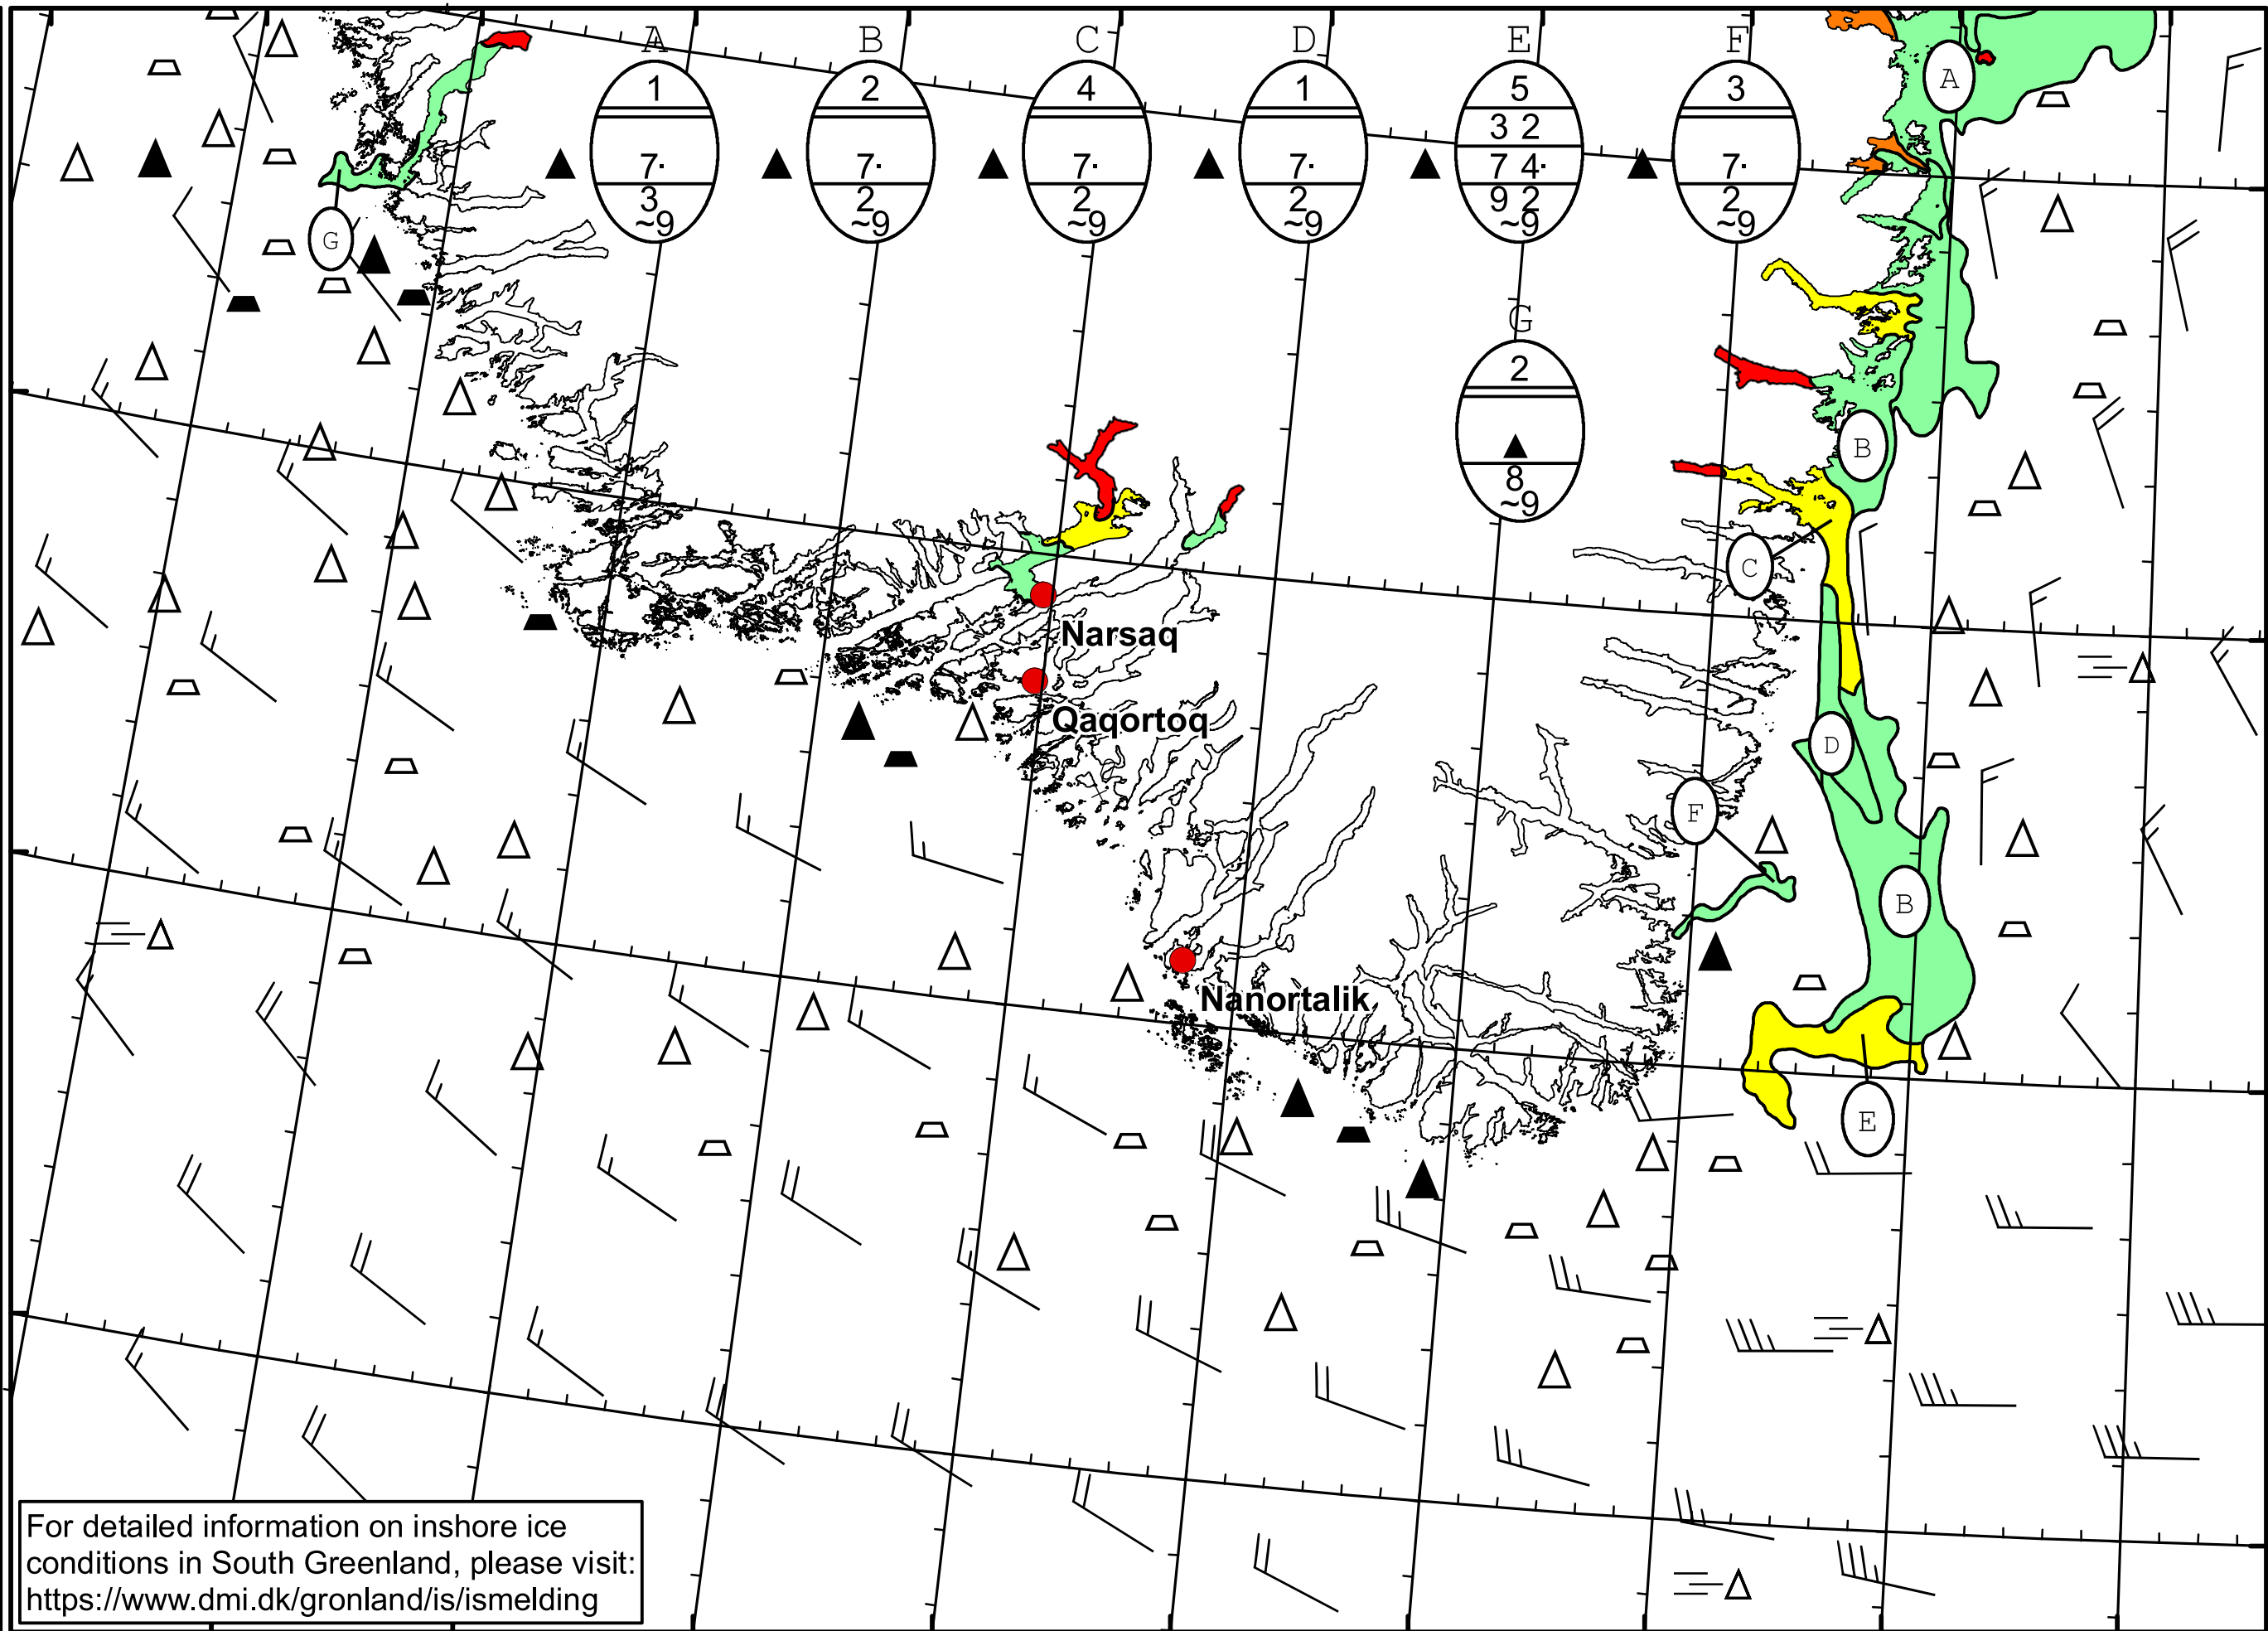 A B C D E F
1 2 4 1 5 3
3 2
7· 7· 7· 7· 7 4· 7·
3 2 2 2 9 2 2
~9 ~9 ~9 ~9 ~9 ~9
A
G
G
2
8
~9
B
C
Narsaq
Qaqortoq
D
F
B
Nanortalik
E
For detailed information on inshore ice
conditions in South Greenland, please visit:
https://www.dmi.dk/gronland/is/ismelding